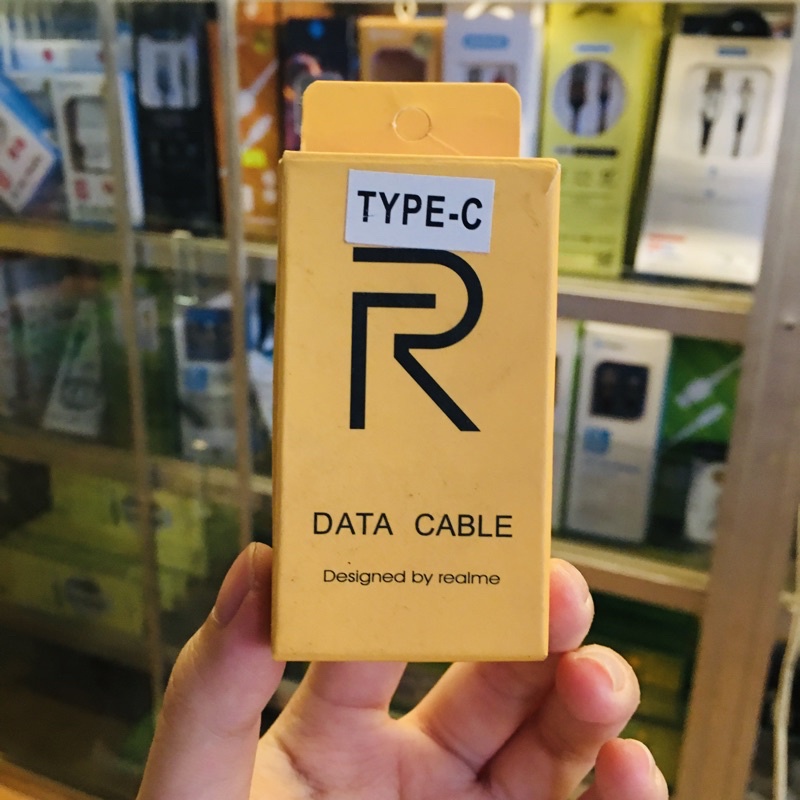 TYPE-C
R
DATA CABLE
Designed by realme